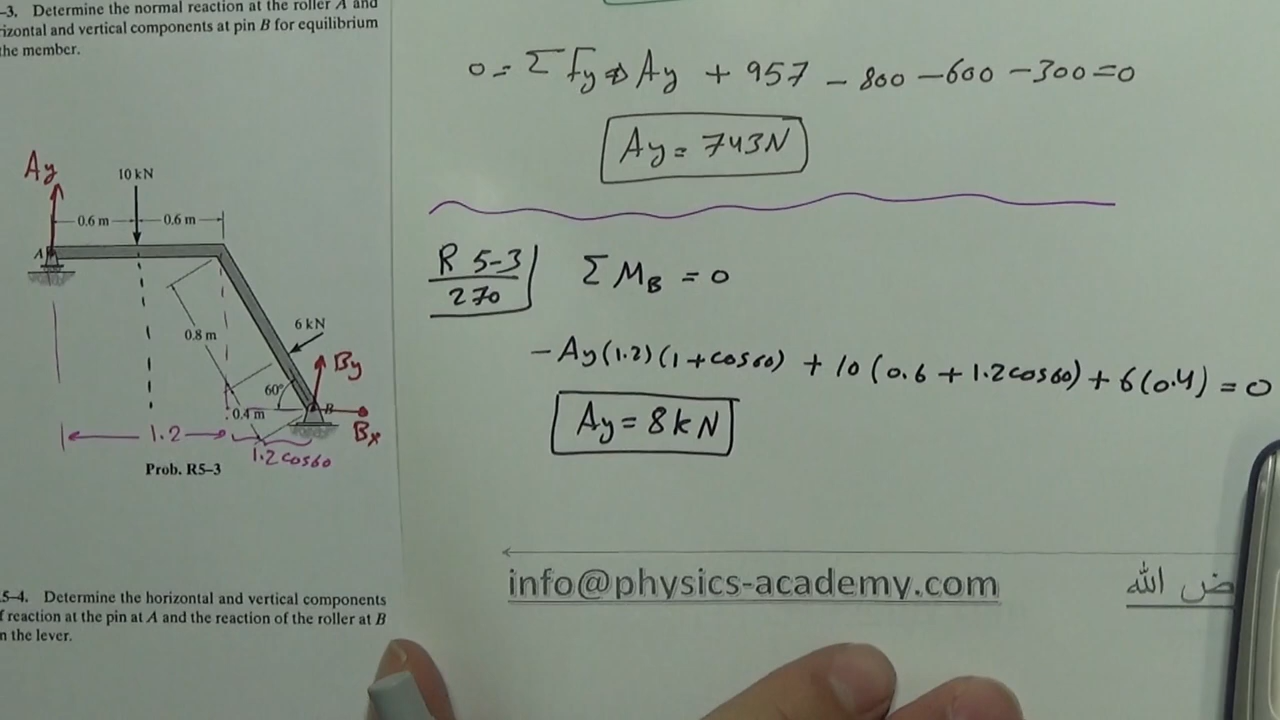 -3. Determine the normal reaction at the roller A and
rizontal and vertical components at pin B for equilibrium
the member.
Ay
10 kN
0.6 m
0.6 m
A
0.8 m
6 kN
By
60°
0.4 m
B
Bx
1.2
1.2 cos60
Prob. R5–3
5–4. Determine the horizontal and vertical components
f reaction at the pin at A and the reaction of the roller at B
n the lever.
0 = Σ Fy ⇒ Ay + 957 - 800 - 600 - 300 = 0
Ay = 743N
R 5-3
270
Σ MB = 0
- Ay(1.2)(1 + cos60) + 10(0.6 + 1.2cos60) + 6(0.4) = 0
Ay = 8kN
info@physics-academy.com
ض الله